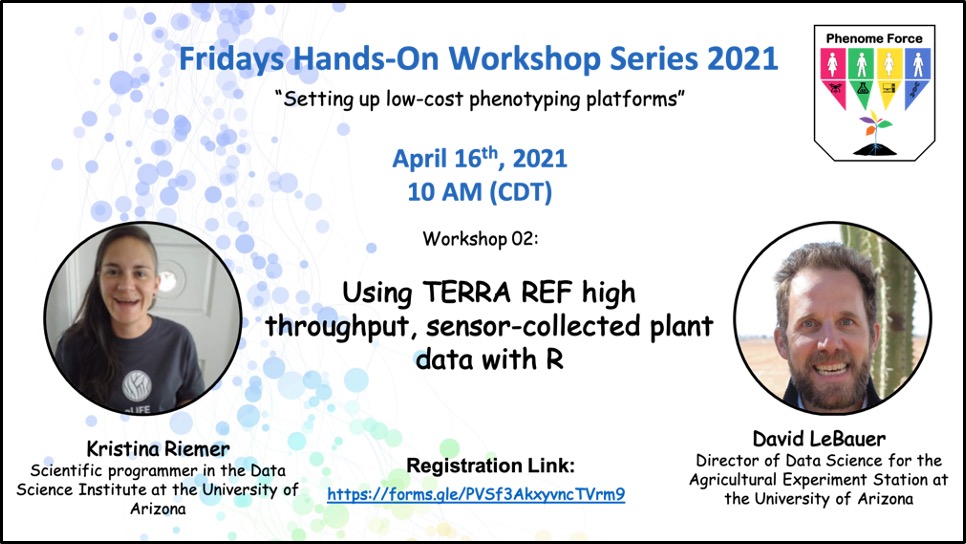 Fridays Hands-On Workshop Series 2021
"Setting up low-cost phenotyping platforms"
Phenome Force
April 16th, 2021
10 AM (CDT)
Workshop 02:
Using TERRA REF high
throughput, sensor-collected plant
data with R
LIFE
Kristina Riemer
Scientific programmer in the Data
Science Institute at the University of
Arizona
Registration Link:
https://forms.gle/PVSf3AkxyvncTVrm9
David LeBauer
Director of Data Science for the
Agricultural Experiment Station at
the University of Arizona